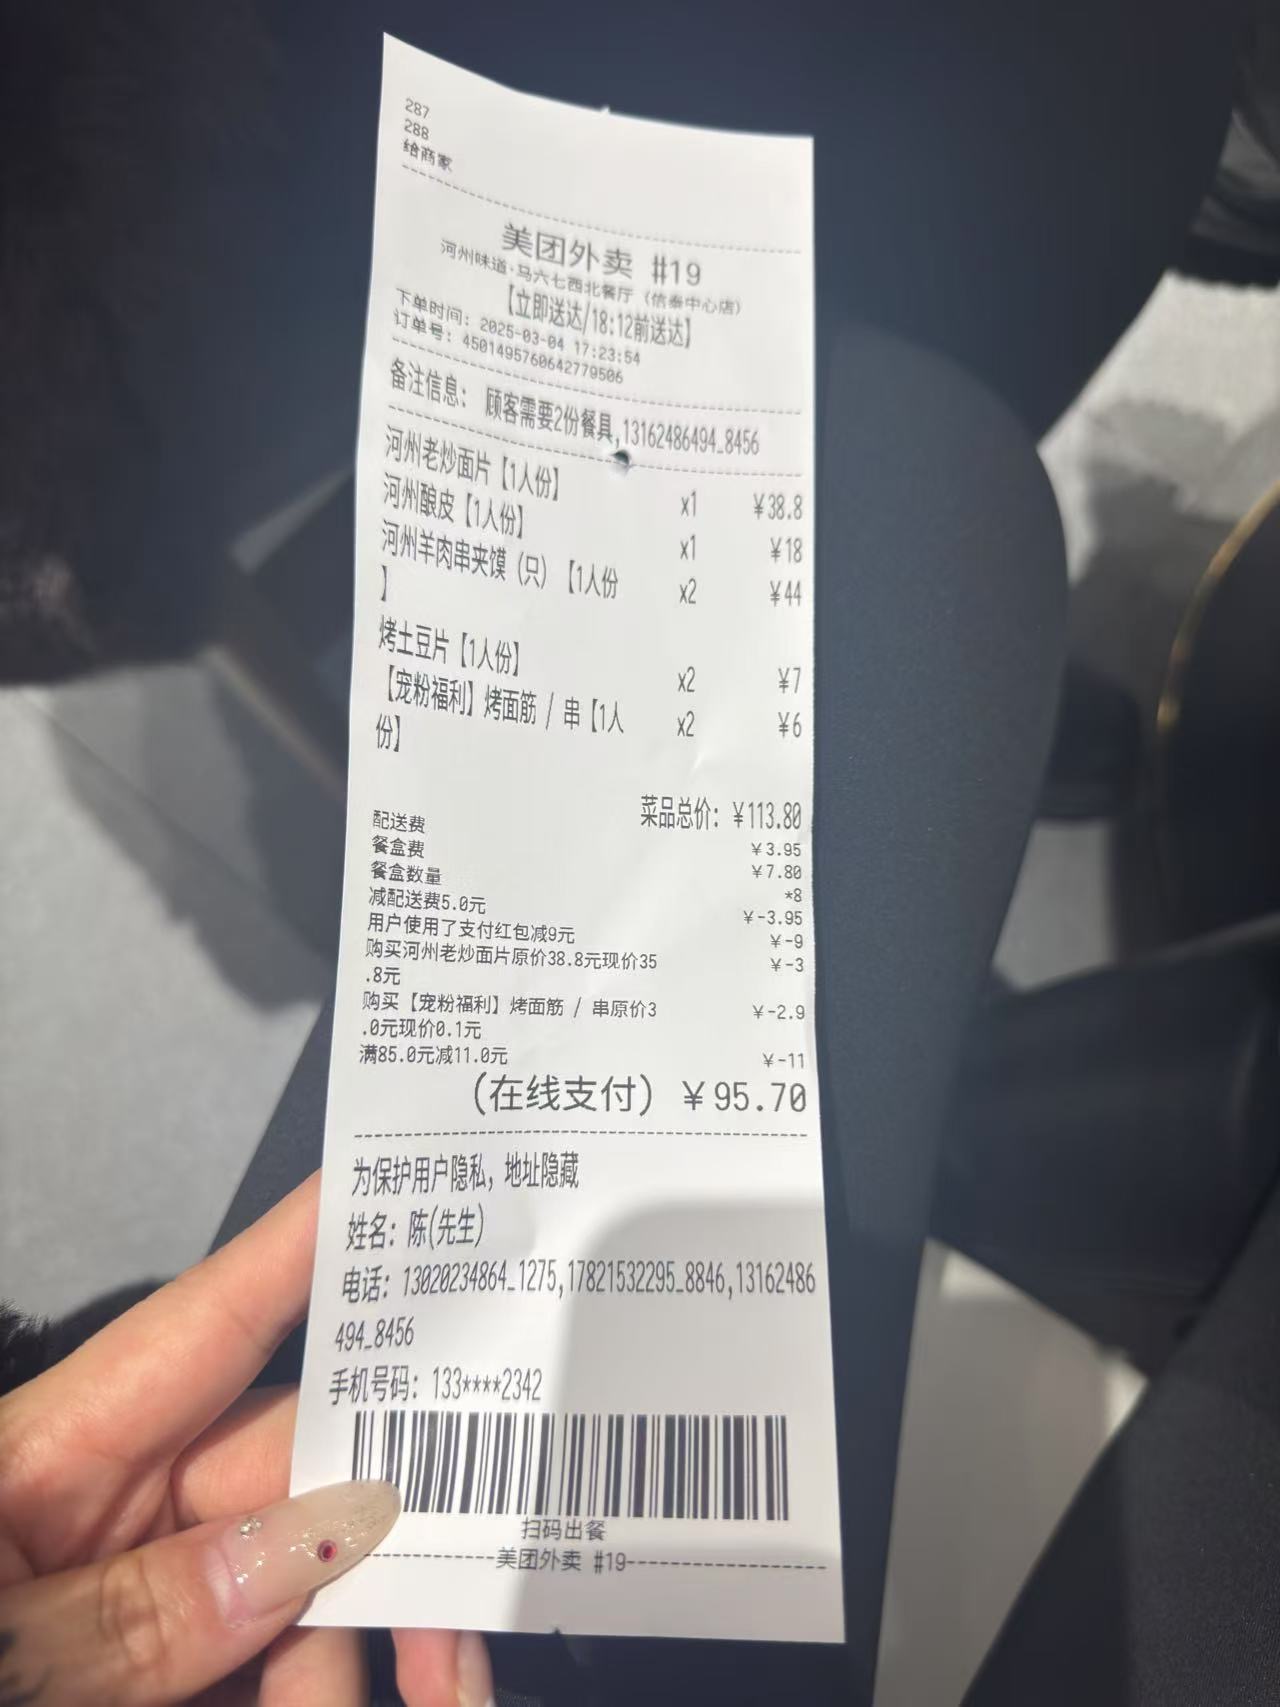 287
288
给商家
美团外卖 #19
河州味道·马六七西北餐厅（信泰中心店）
【立即送达/18:12前送达】
下单时间: 2025-03-04 17:23:54
订单号: 4501495760642779506
备注信息: 顾客需要2份餐具,13162486494_8456
河州老炒面片【1人份】 x1 ￥38.8
河州酿皮【1人份】 x1 ￥18
河州羊肉串夹馍（只）【1人份
】 x2 ￥44
烤土豆片【1人份】 x2 ￥7
【宠粉福利】烤面筋 / 串【1人
份】 x2 ￥6
菜品总价: ￥113.80
配送费 ￥3.95
餐盒费 ￥7.80
餐盒数量 *8
减配送费5.0元 ￥-3.95
用户使用了支付红包减9元 ￥-9
购买河州老炒面片原价38.8元现价35
.8元 ￥-3
购买【宠粉福利】烤面筋 / 串原价3
.0元现价0.1元 ￥-2.9
满85.0元减11.0元 ￥-11
(在线支付) ￥95.70
为保护用户隐私, 地址隐藏
姓名: 陈(先生)
电话: 13020234864_1275,17821532295_8846,13162486
494_8456
手机号码: 133****2342
扫码出餐
美团外卖 #19